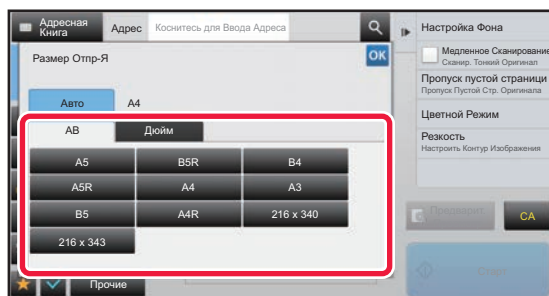 Адресная Книга
Адрес
Коснитесь для Ввода Адреса
Размер Отпр-Я
OK
Авто
A4
AB
Дюйм
A5
B5R
B4
A5R
A4
A3
B5
A4R
216 x 340
216 x 343
Прочие
Настройка Фона
Медленное Сканирование
Сканир. Тонкий Оригинал
Пропуск пустой страници
Пропуск Пустой Стр. Оригинала
Цветной Режим
Резкость
Настроить Контур Изображения
CA